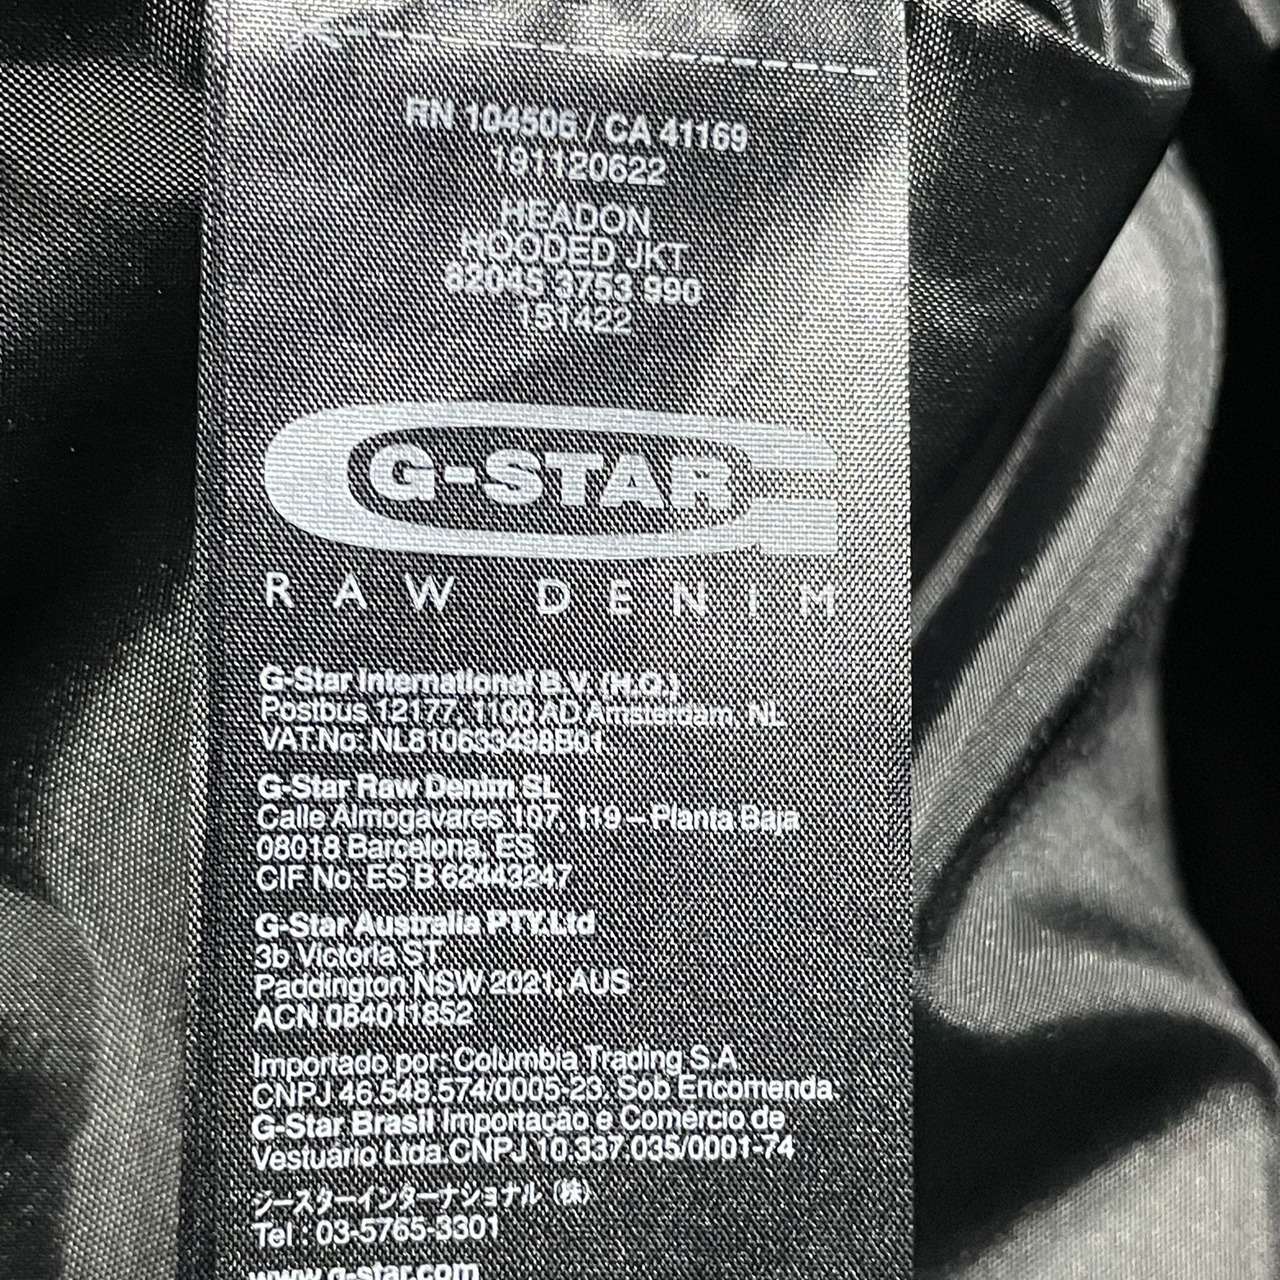 RN 104506 / CA 41169
191120622
HEADON
HOODED JKT
82045 3753 990
151422
G-STAR
RAW DENIM
G-Star International B.V. (H.Q.)
Postbus 12177, 1100 AD Amsterdam, NL
VAT.No: NL810633498B01
G-Star Raw Denim SL
Calle Almogavares 107, 119 – Planta Baja
08018 Barcelona, ES
CIF No: ES B 62443247
G-Star Australia PTY.Ltd
3b Victoria ST
Paddington NSW 2021, AUS
ACN 084011852
Importado por: Columbia Trading S.A.
CNPJ 46.548.574/0005-23. Sob Encomenda.
G-Star Brasil Importação e Comércio de
Vestuário Ltda.CNPJ 10.337.035/0001-74
ジースターインターナショナル（株）
Tel : 03-5765-3301
www.g-star.com